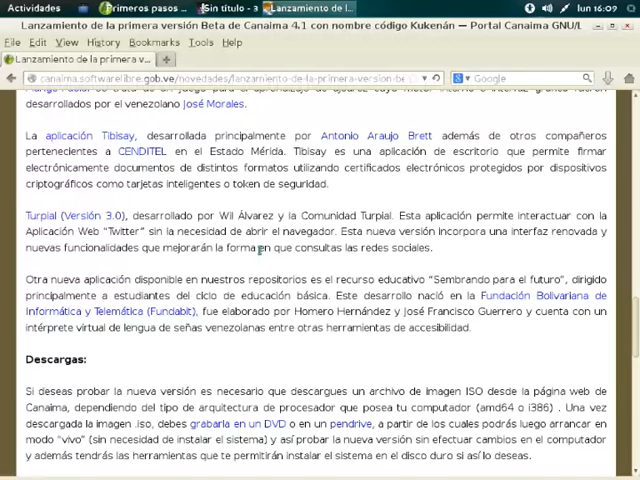 Actividades Primeros pasos ... Sin título - 3 Lanzamiento de l... lun 16:09
Lanzamiento de la primera versión Beta de Canaima 4.1 con nombre código Kukenán — Portal Canaima GNU/L
File Edit View History Bookmarks Tools Help
Lanzamiento de la primera v...
canaima.softwarelibre.gob.ve/novedades/lanzamiento-de-la-primera-version-be Google
desarrollados por el venezolano José Morales.
La aplicación Tibisay, desarrollada principalmente por Antonio Araujo Brett además de otros compañeros
pertenecientes a CENDITEL en el Estado Mérida. Tibisay es una aplicación de escritorio que permite firmar
electrónicamente documentos de distintos formatos utilizando certificados electrónicos protegidos por dispositivos
criptográficos como tarjetas inteligentes o token de seguridad.
Turpial (Versión 3.0), desarrollado por Wil Álvarez y la Comunidad Turpial. Esta aplicación permite interactuar con la
Aplicación Web “Twitter” sin la necesidad de abrir el navegador. Esta nueva versión incorpora una interfaz renovada y
nuevas funcionalidades que mejorarán la forma en que consultas las redes sociales.
Otra nueva aplicación disponible en nuestros repositorios es el recurso educativo “Sembrando para el futuro”, dirigido
principalmente a estudiantes del ciclo de educación básica. Este desarrollo nació en la Fundación Bolivariana de
Informática y Telemática (Fundabit), fue elaborado por Homero Hernández y José Francisco Guerrero y cuenta con un
intérprete virtual de lengua de señas venezolanas entre otras herramientas de accesibilidad.
Descargas:
Si deseas probar la nueva versión es necesario que descargues un archivo de imagen ISO desde la página web de
Canaima, dependiendo del tipo de arquitectura de procesador que posea tu computador (amd64 o i386) . Una vez
descargada la imagen .iso, debes grabarla en un DVD o en un pendrive, a partir de los cuales podrás luego arrancar en
modo “vivo” (sin necesidad de instalar el sistema) y así probar la nueva versión sin efectuar cambios en el computador
y además tendrás las herramientas que te permitirán instalar el sistema en el disco duro si así lo deseas.